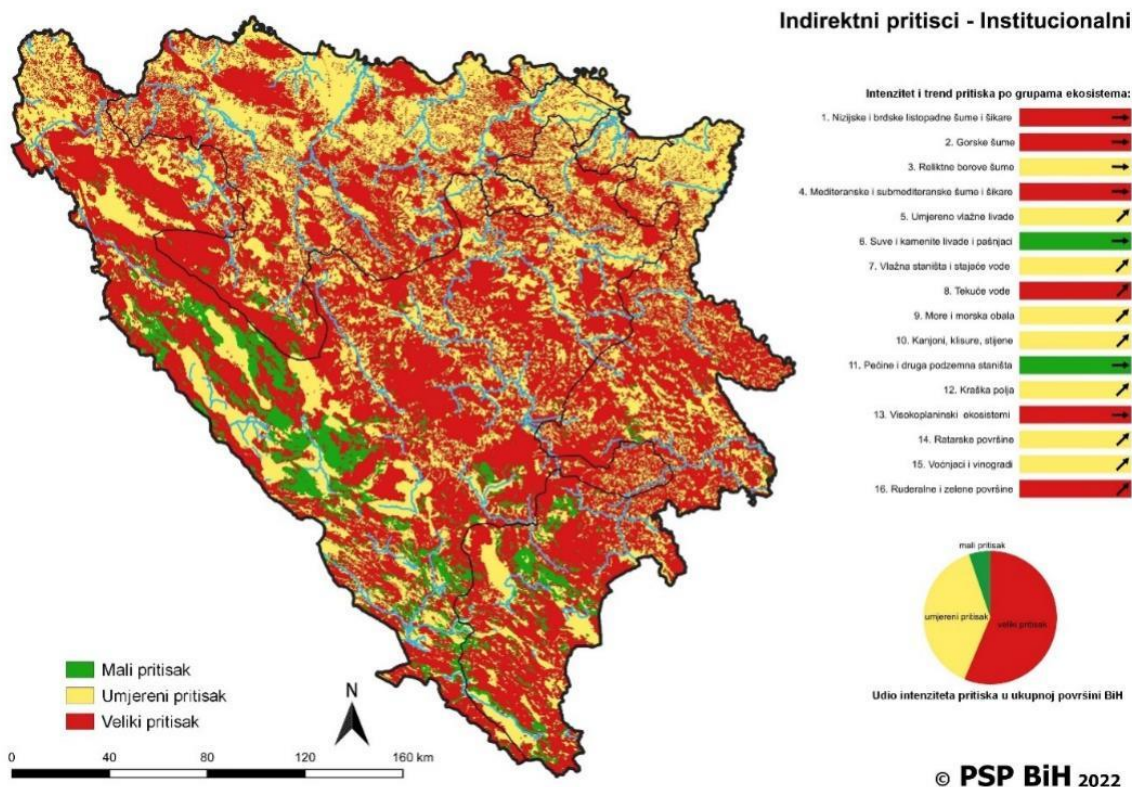 Indirektni pritisci - Institucionalni
Intenzitet i trend pritiska po grupama ekosistema:
1. Nizijske i brdske listopadne šume i šikare
2. Gorske šume
3. Reliktne borove šume
4. Mediteranske i submediteranske šume i šikare
5. Umjereno vlažne livade
6. Suve i kamenite livade i pašnjaci
7. Vlažna staništa i stajaće vode
8. Tekuće vode
9. More i morska obala
10. Kanjoni, klisure, stijene
11. Pećine i druga podzemna staništa
12. Kraška polja
13. Visokoplaninski ekosistemi
14. Ratarske površine
15. Voćnjaci i vinogradi
16. Ruderalne i zelene površine
mali pritisak
umjereni pritisak
veliki pritisak
Udio intenziteta pritiska u ukupnoj površini BiH
Mali pritisak
Umjereni pritisak
Veliki pritisak
N
0 40 80 120 160 km
© PSP BiH 2022